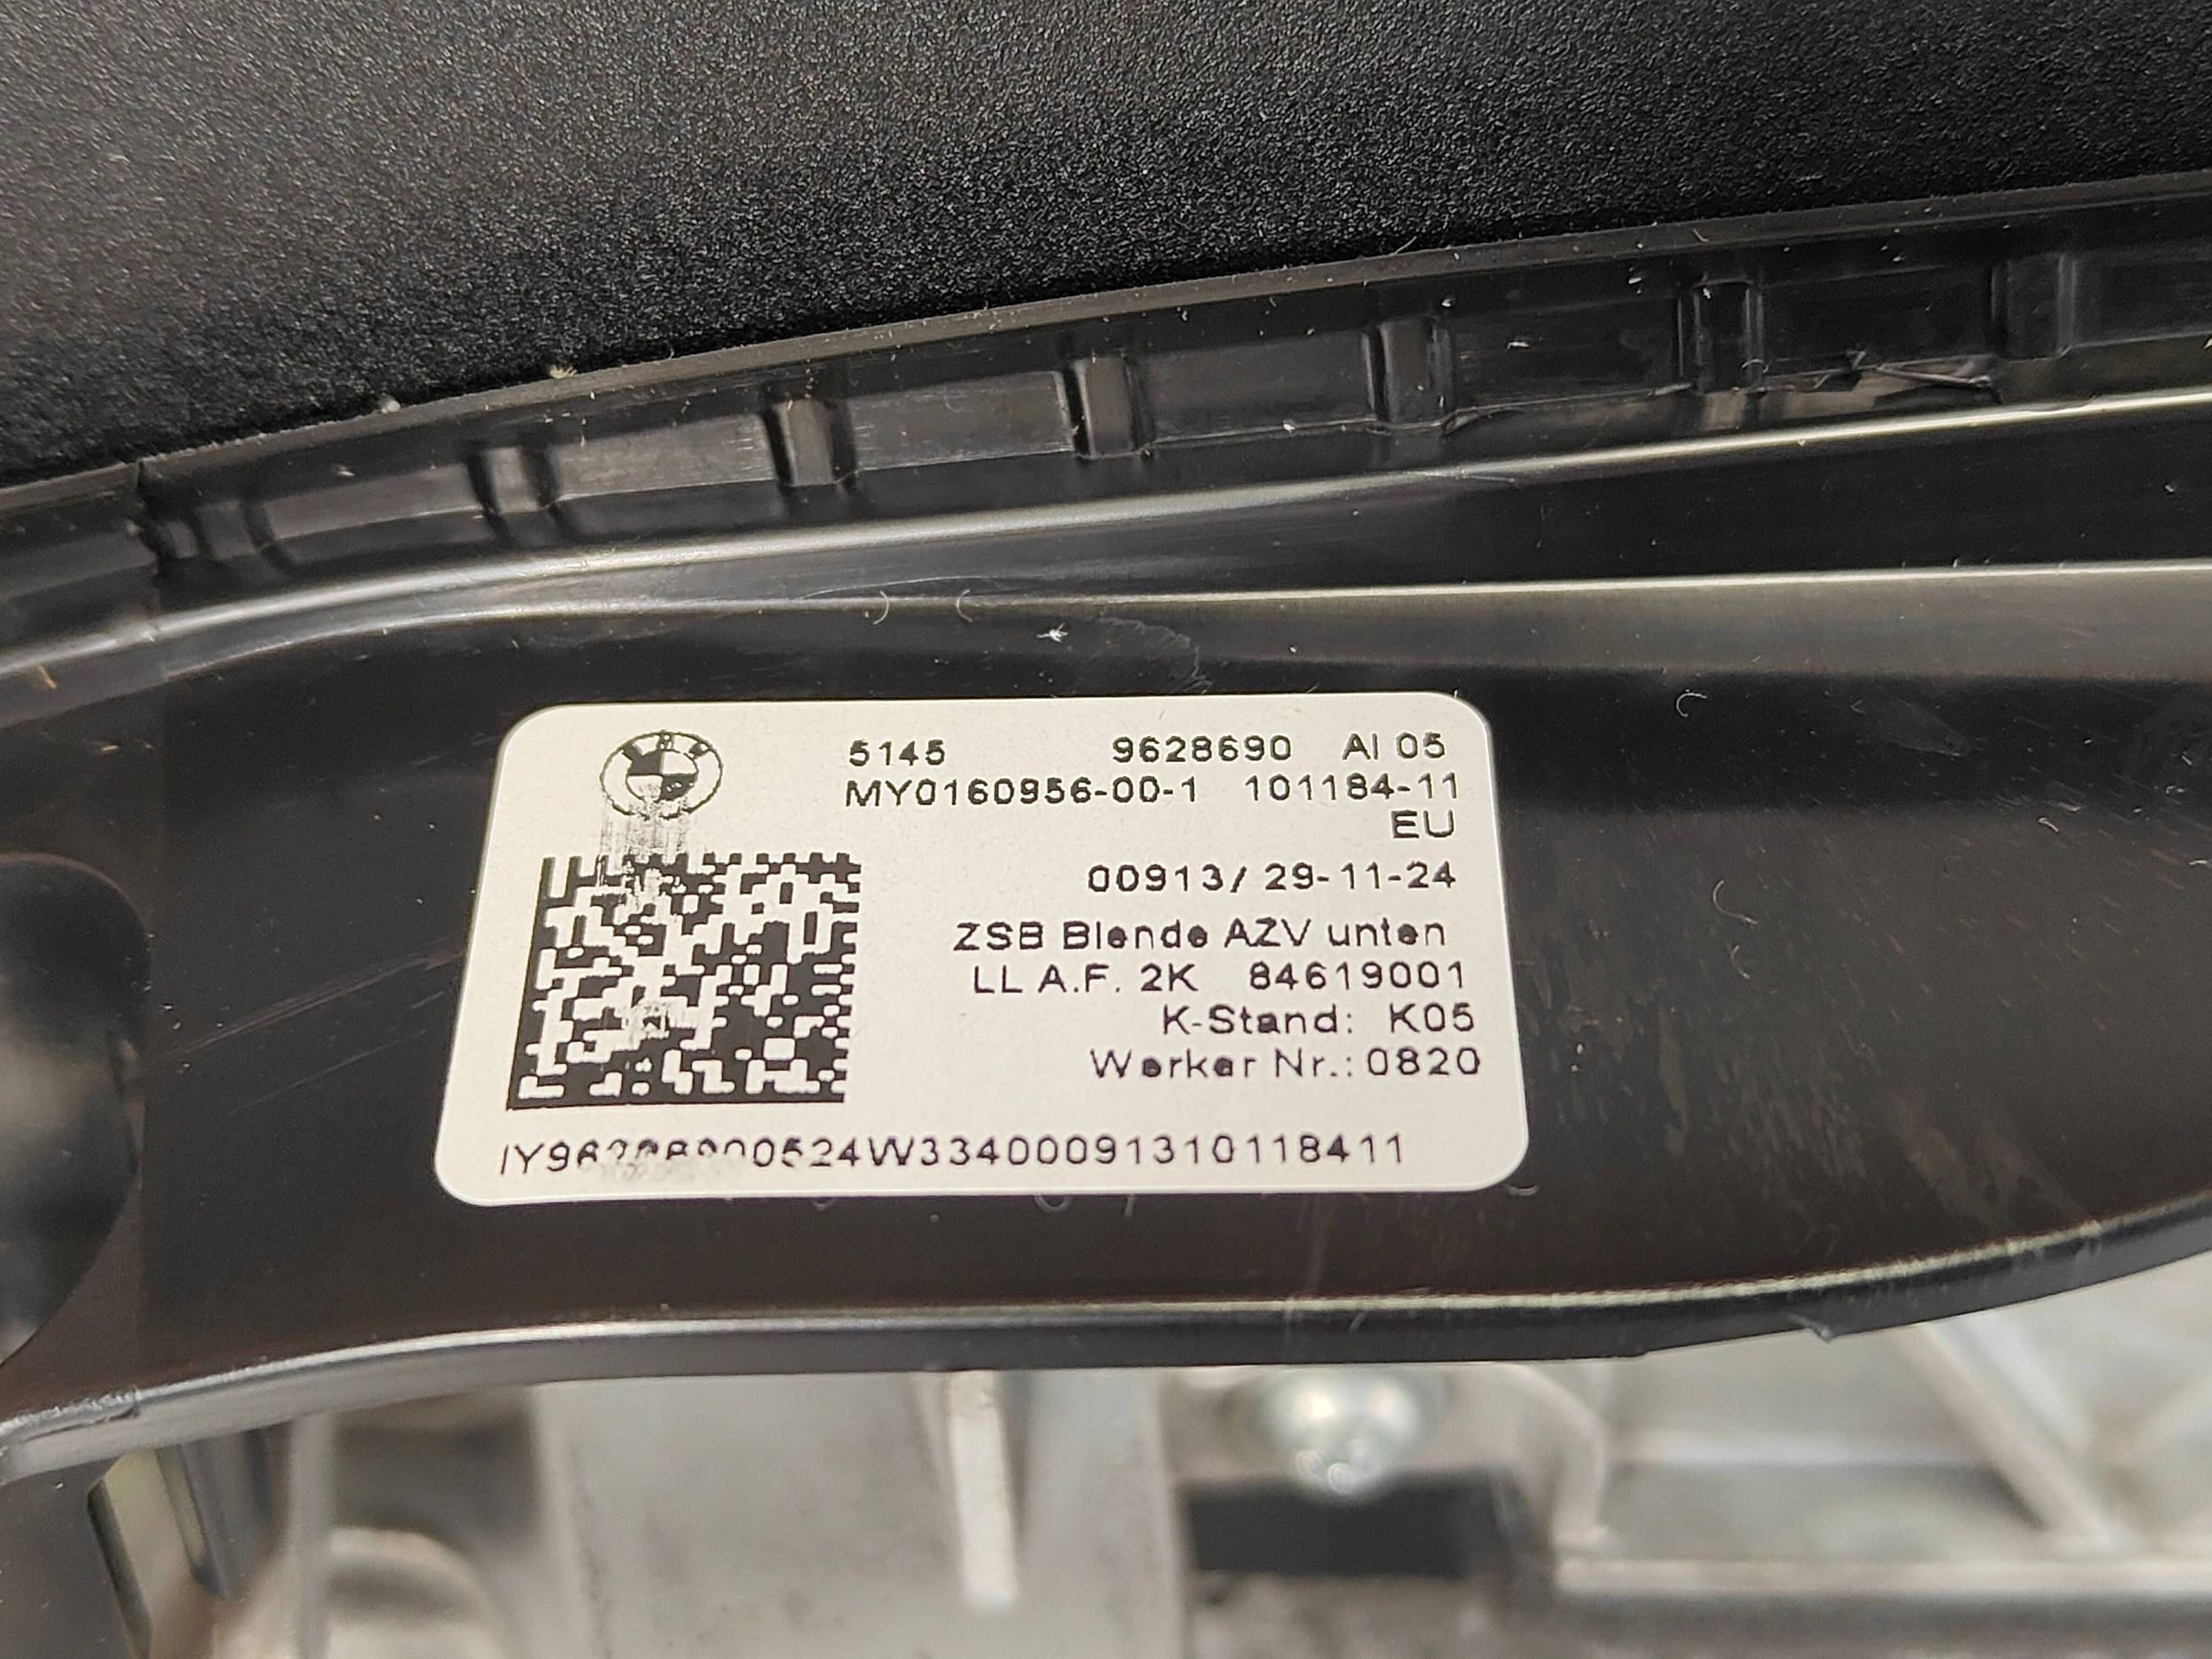 BMW
5145 9628690 AI 05
MY0160956-00-1 101184-11
EU
00913/ 29-11-24
ZSB Blende AZV unten
LL A.F. 2K 84619001
K-Stand: K05
Werker Nr.: 0820